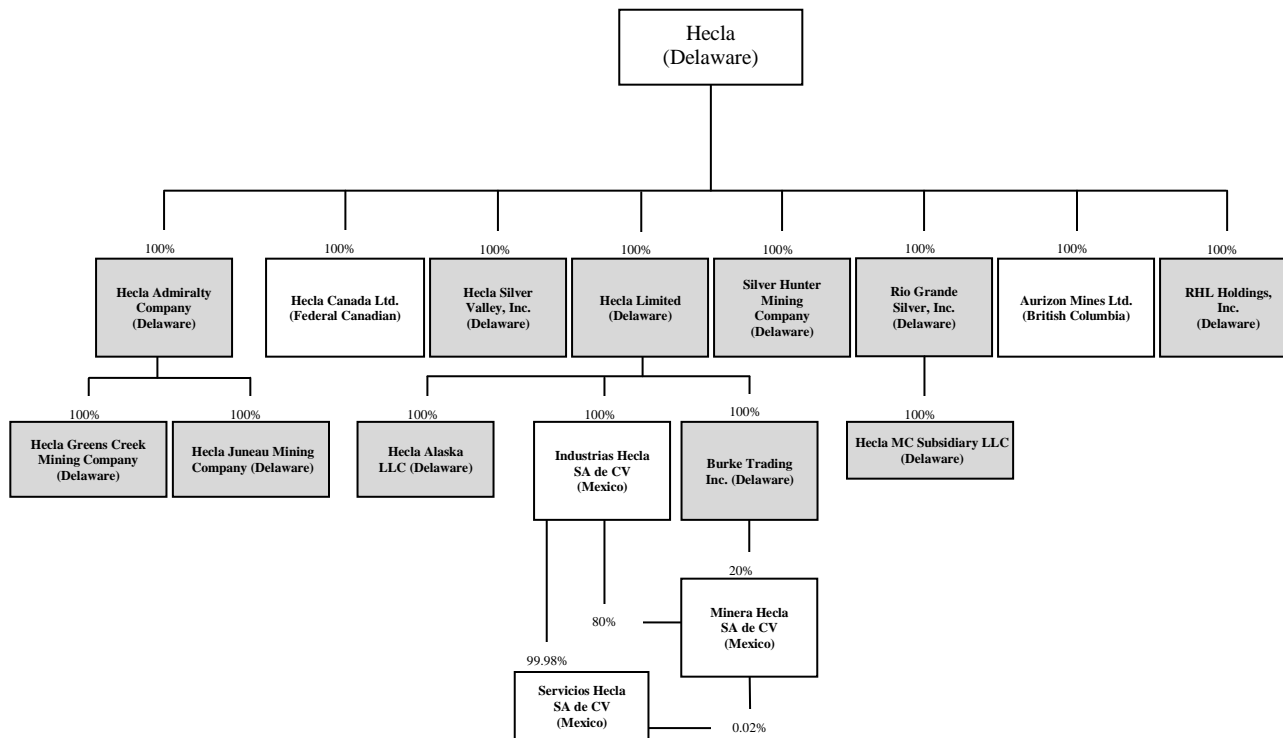 Hecla
(Delaware)
100%
100%
100%
100%
100%
100%
100%
100%
Hecla Admiralty
Company
(Delaware)
Hecla Canada Ltd.
(Federal Canadian)
Hecla Silver
Valley, Inc.
(Delaware)
Hecla Limited
(Delaware)
Silver Hunter
Mining
Company
(Delaware)
Rio Grande
Silver, Inc.
(Delaware)
Aurizon Mines Ltd.
(British Columbia)
RHL Holdings,
Inc.
(Delaware)
100%
100%
100%
100%
100%
100%
Hecla Greens Creek
Mining Company
(Delaware)
Hecla Juneau Mining
Company (Delaware)
Hecla Alaska
LLC (Delaware)
Industrias Hecla
SA de CV
(Mexico)
Burke Trading
Inc. (Delaware)
Hecla MC Subsidiary LLC
(Delaware)
20%
80%
Minera Hecla
SA de CV
(Mexico)
99.98%
Servicios Hecla
SA de CV
(Mexico)
0.02%